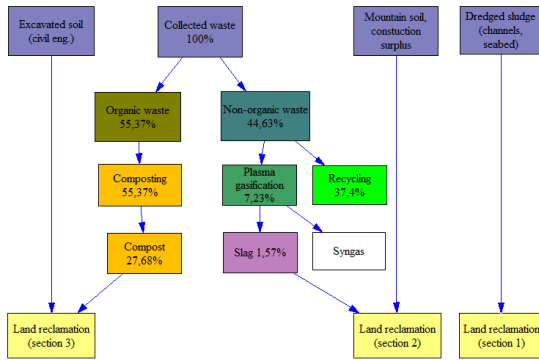 Excavated soil
(civil eng.)
Collected waste
100%
Mountain soil,
constuction
surplus
Dredged sludge
(channels,
seabed)
Organic waste
55,37%
Non-organic waste
44,63%
Composting
55,37%
Plasma
gasification
7,23%
Recycling
37,4%
Compost
27,68%
Slag 1,57%
Syngas
Land reclamation
(section 3)
Land reclamation
(section 2)
Land reclamation
(section 1)